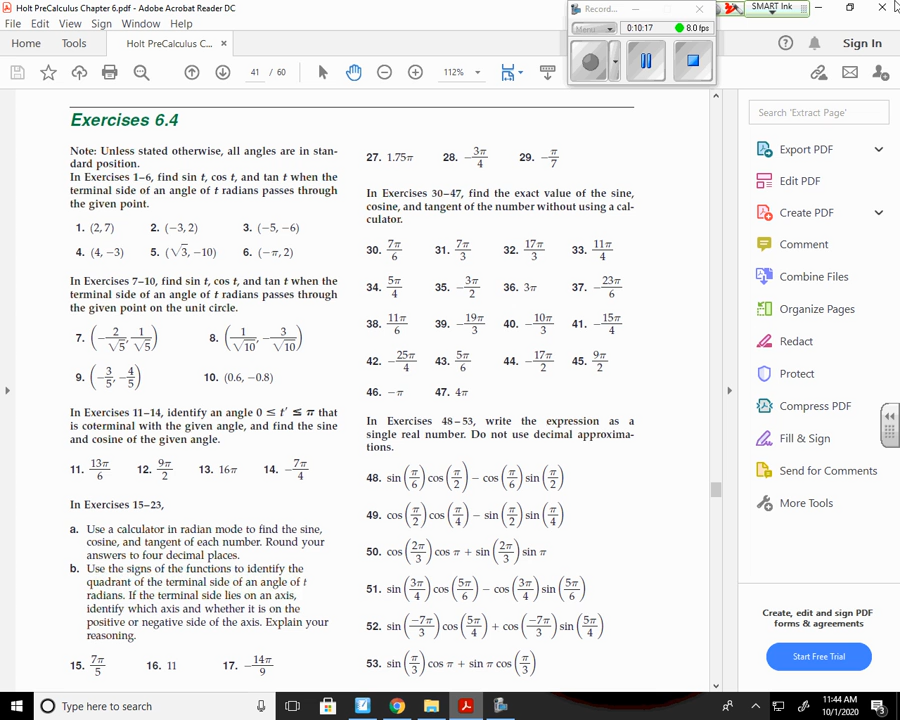 Holt PreCalculus Chapter 6.pdf - Adobe Acrobat Reader DC
File Edit View Sign Window Help
Home Tools Holt PreCalculus C... × Sign In
41 / 60 112%
Record...
Menu 0:10:17 8.0 fps
SMART Ink
Exercises 6.4
Note: Unless stated otherwise, all angles are in stan-
dard position.
In Exercises 1–6, find sin t, cos t, and tan t when the
terminal side of an angle of t radians passes through
the given point.
1. (2, 7) 2. (−3, 2) 3. (−5, −6)
4. (4, −3) 5. (√3, −10) 6. (−π, 2)
In Exercises 7–10, find sin t, cos t, and tan t when the
terminal side of an angle of t radians passes through
the given point on the unit circle.
7. (−2/√5, 1/√5) 8. (1/√10, −3/√10)
9. (−3/5, −4/5) 10. (0.6, −0.8)
In Exercises 11–14, identify an angle 0 ≤ t′ ≤ π that
is coterminal with the given angle, and find the sine
and cosine of the given angle.
11. 13π/6 12. 9π/2 13. 16π 14. −7π/4
In Exercises 15–23,
a. Use a calculator in radian mode to find the sine,
cosine, and tangent of each number. Round your
answers to four decimal places.
b. Use the signs of the functions to identify the
quadrant of the terminal side of an angle of t
radians. If the terminal side lies on an axis,
identify which axis and whether it is on the
positive or negative side of the axis. Explain your
reasoning.
15. 7π/5 16. 11 17. −14π/9
27. 1.75π 28. −3π/4 29. −π/7
In Exercises 30–47, find the exact value of the sine,
cosine, and tangent of the number without using a cal-
culator.
30. 7π/6 31. 7π/3 32. 17π/3 33. 11π/4
34. 5π/4 35. −3π/2 36. 3π 37. −23π/6
38. 11π/6 39. −19π/3 40. −10π/3 41. −15π/4
42. −25π/4 43. 5π/6 44. −17π/2 45. 9π/2
46. −π 47. 4π
In Exercises 48–53, write the expression as a
single real number. Do not use decimal approxima-
tions.
48. sin(π/6) cos(π/2) − cos(π/6) sin(π/2)
49. cos(π/2) cos(π/4) − sin(π/2) sin(π/4)
50. cos(2π/3) cos π + sin(2π/3) sin π
51. sin(3π/4) cos(5π/6) − cos(3π/4) sin(5π/6)
52. sin(−7π/3) cos(5π/4) + cos(−7π/3) sin(5π/4)
53. sin(π/3) cos π + sin π cos(π/3)
Search 'Extract Page'
Export PDF
Edit PDF
Create PDF
Comment
Combine Files
Organize Pages
Redact
Protect
Compress PDF
Fill & Sign
Send for Comments
More Tools
Create, edit and sign PDF
forms & agreements
Start Free Trial
Type here to search
11:44 AM
10/1/2020
3